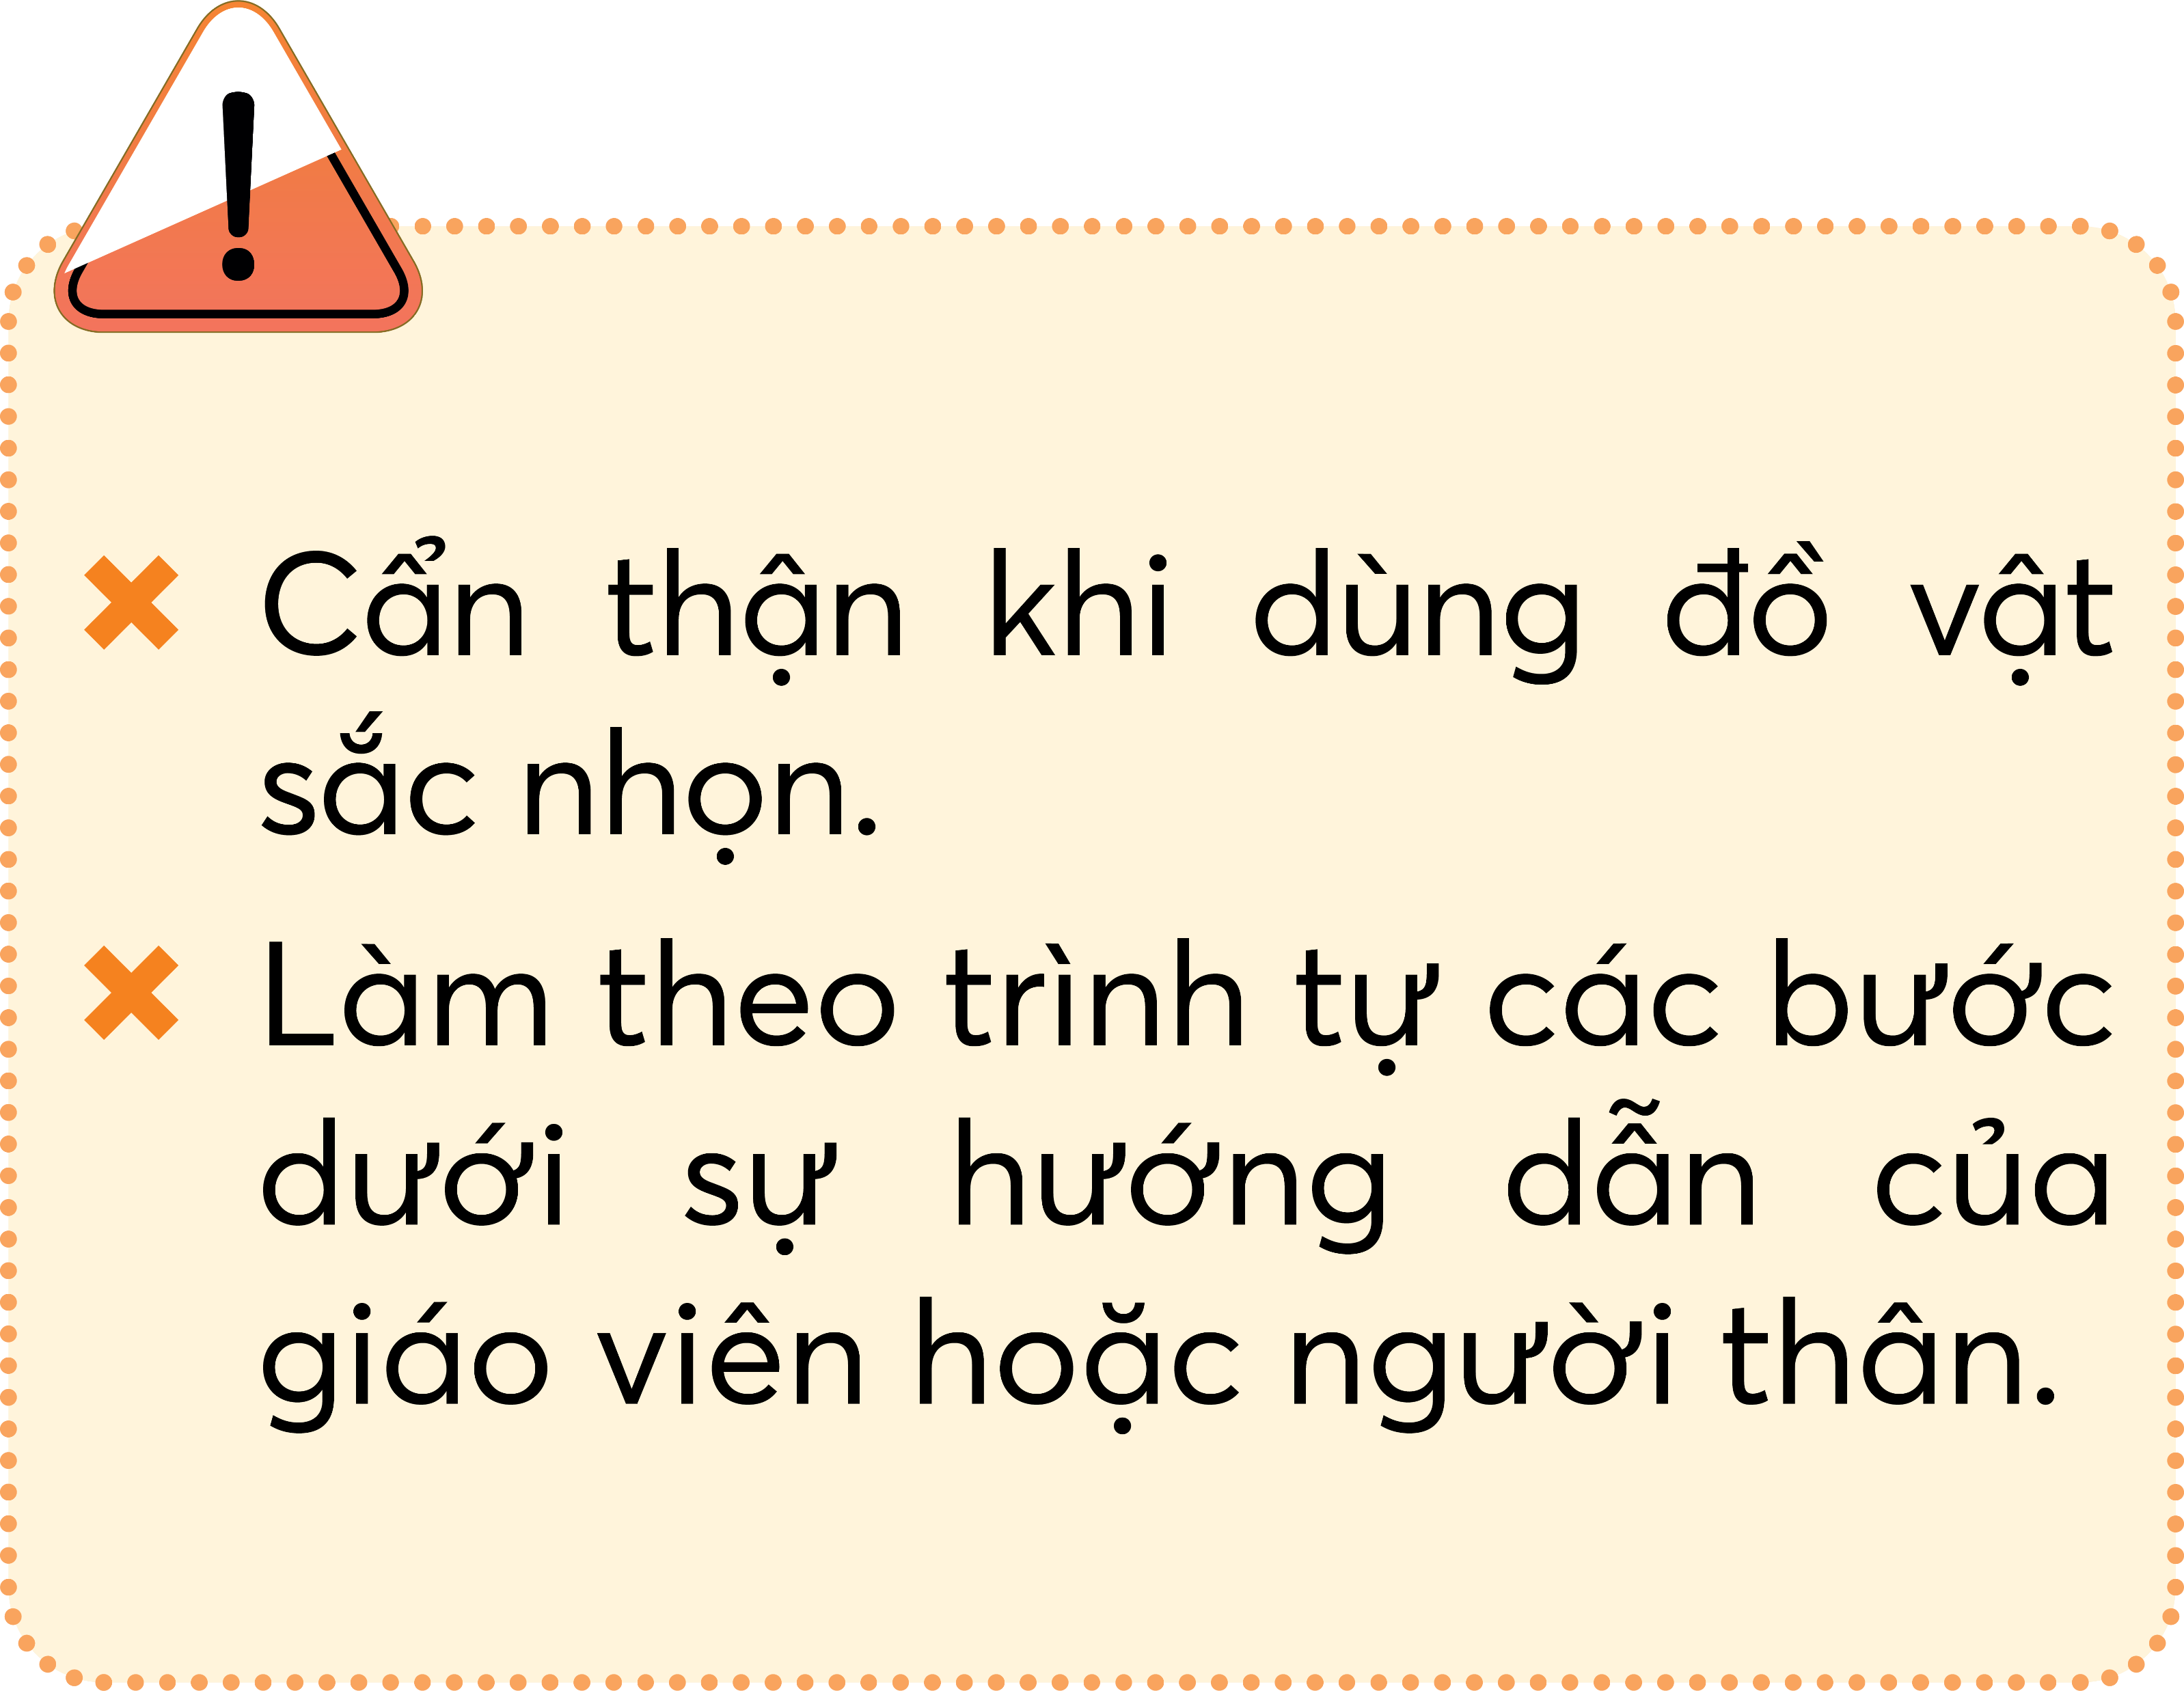 Cẩn thận khi dùng đồ vật
sắc nhọn.
Làm theo trình tự các bước
dưới sự hướng dẫn của
giáo viên hoặc người thân.